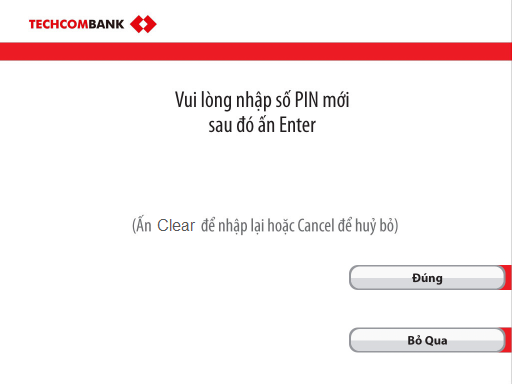 TECHCOMBANK
Vui lòng nhập số PIN mới
sau đó ấn Enter
(Ấn Clear để nhập lại hoặc Cancel để huỷ bỏ)
Đúng
Bỏ Qua